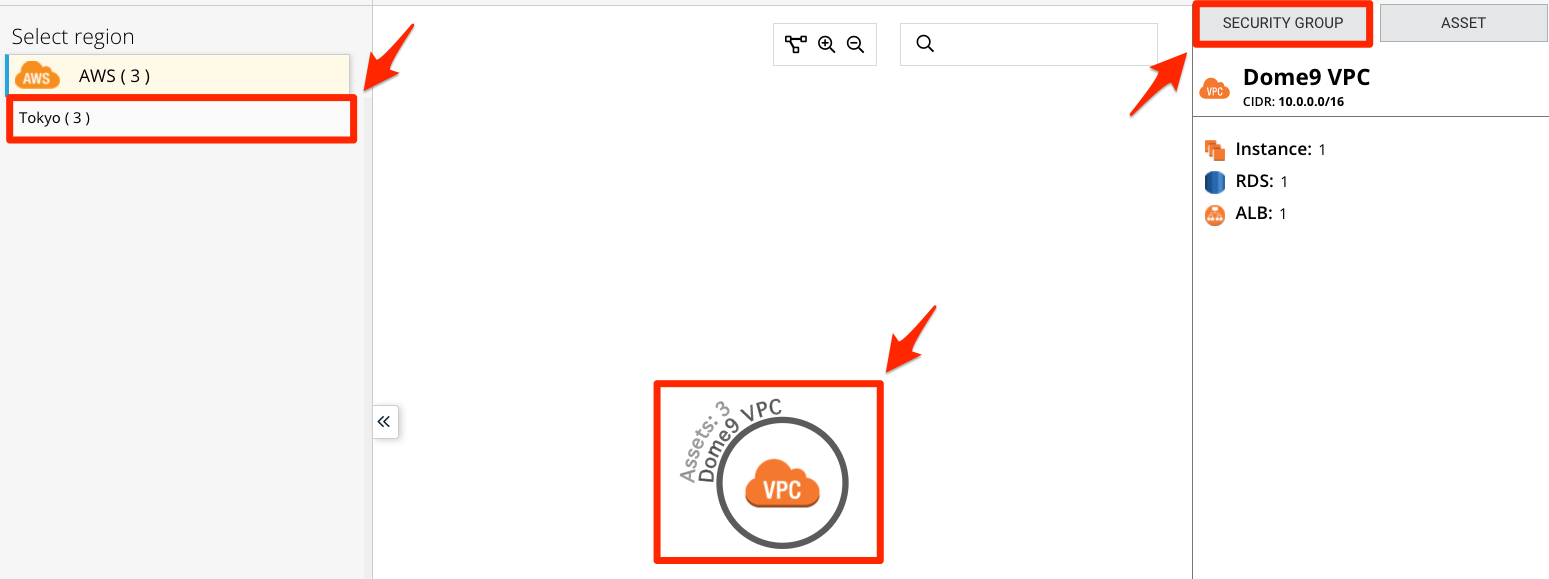 Select region
AWS AWS ( 3 )
Tokyo ( 3 )
Assets: 3
Dome9 VPC
VPC
SECURITY GROUP
ASSET
VPC
Dome9 VPC
CIDR: 10.0.0.0/16
Instance: 1
RDS: 1
ALB: 1